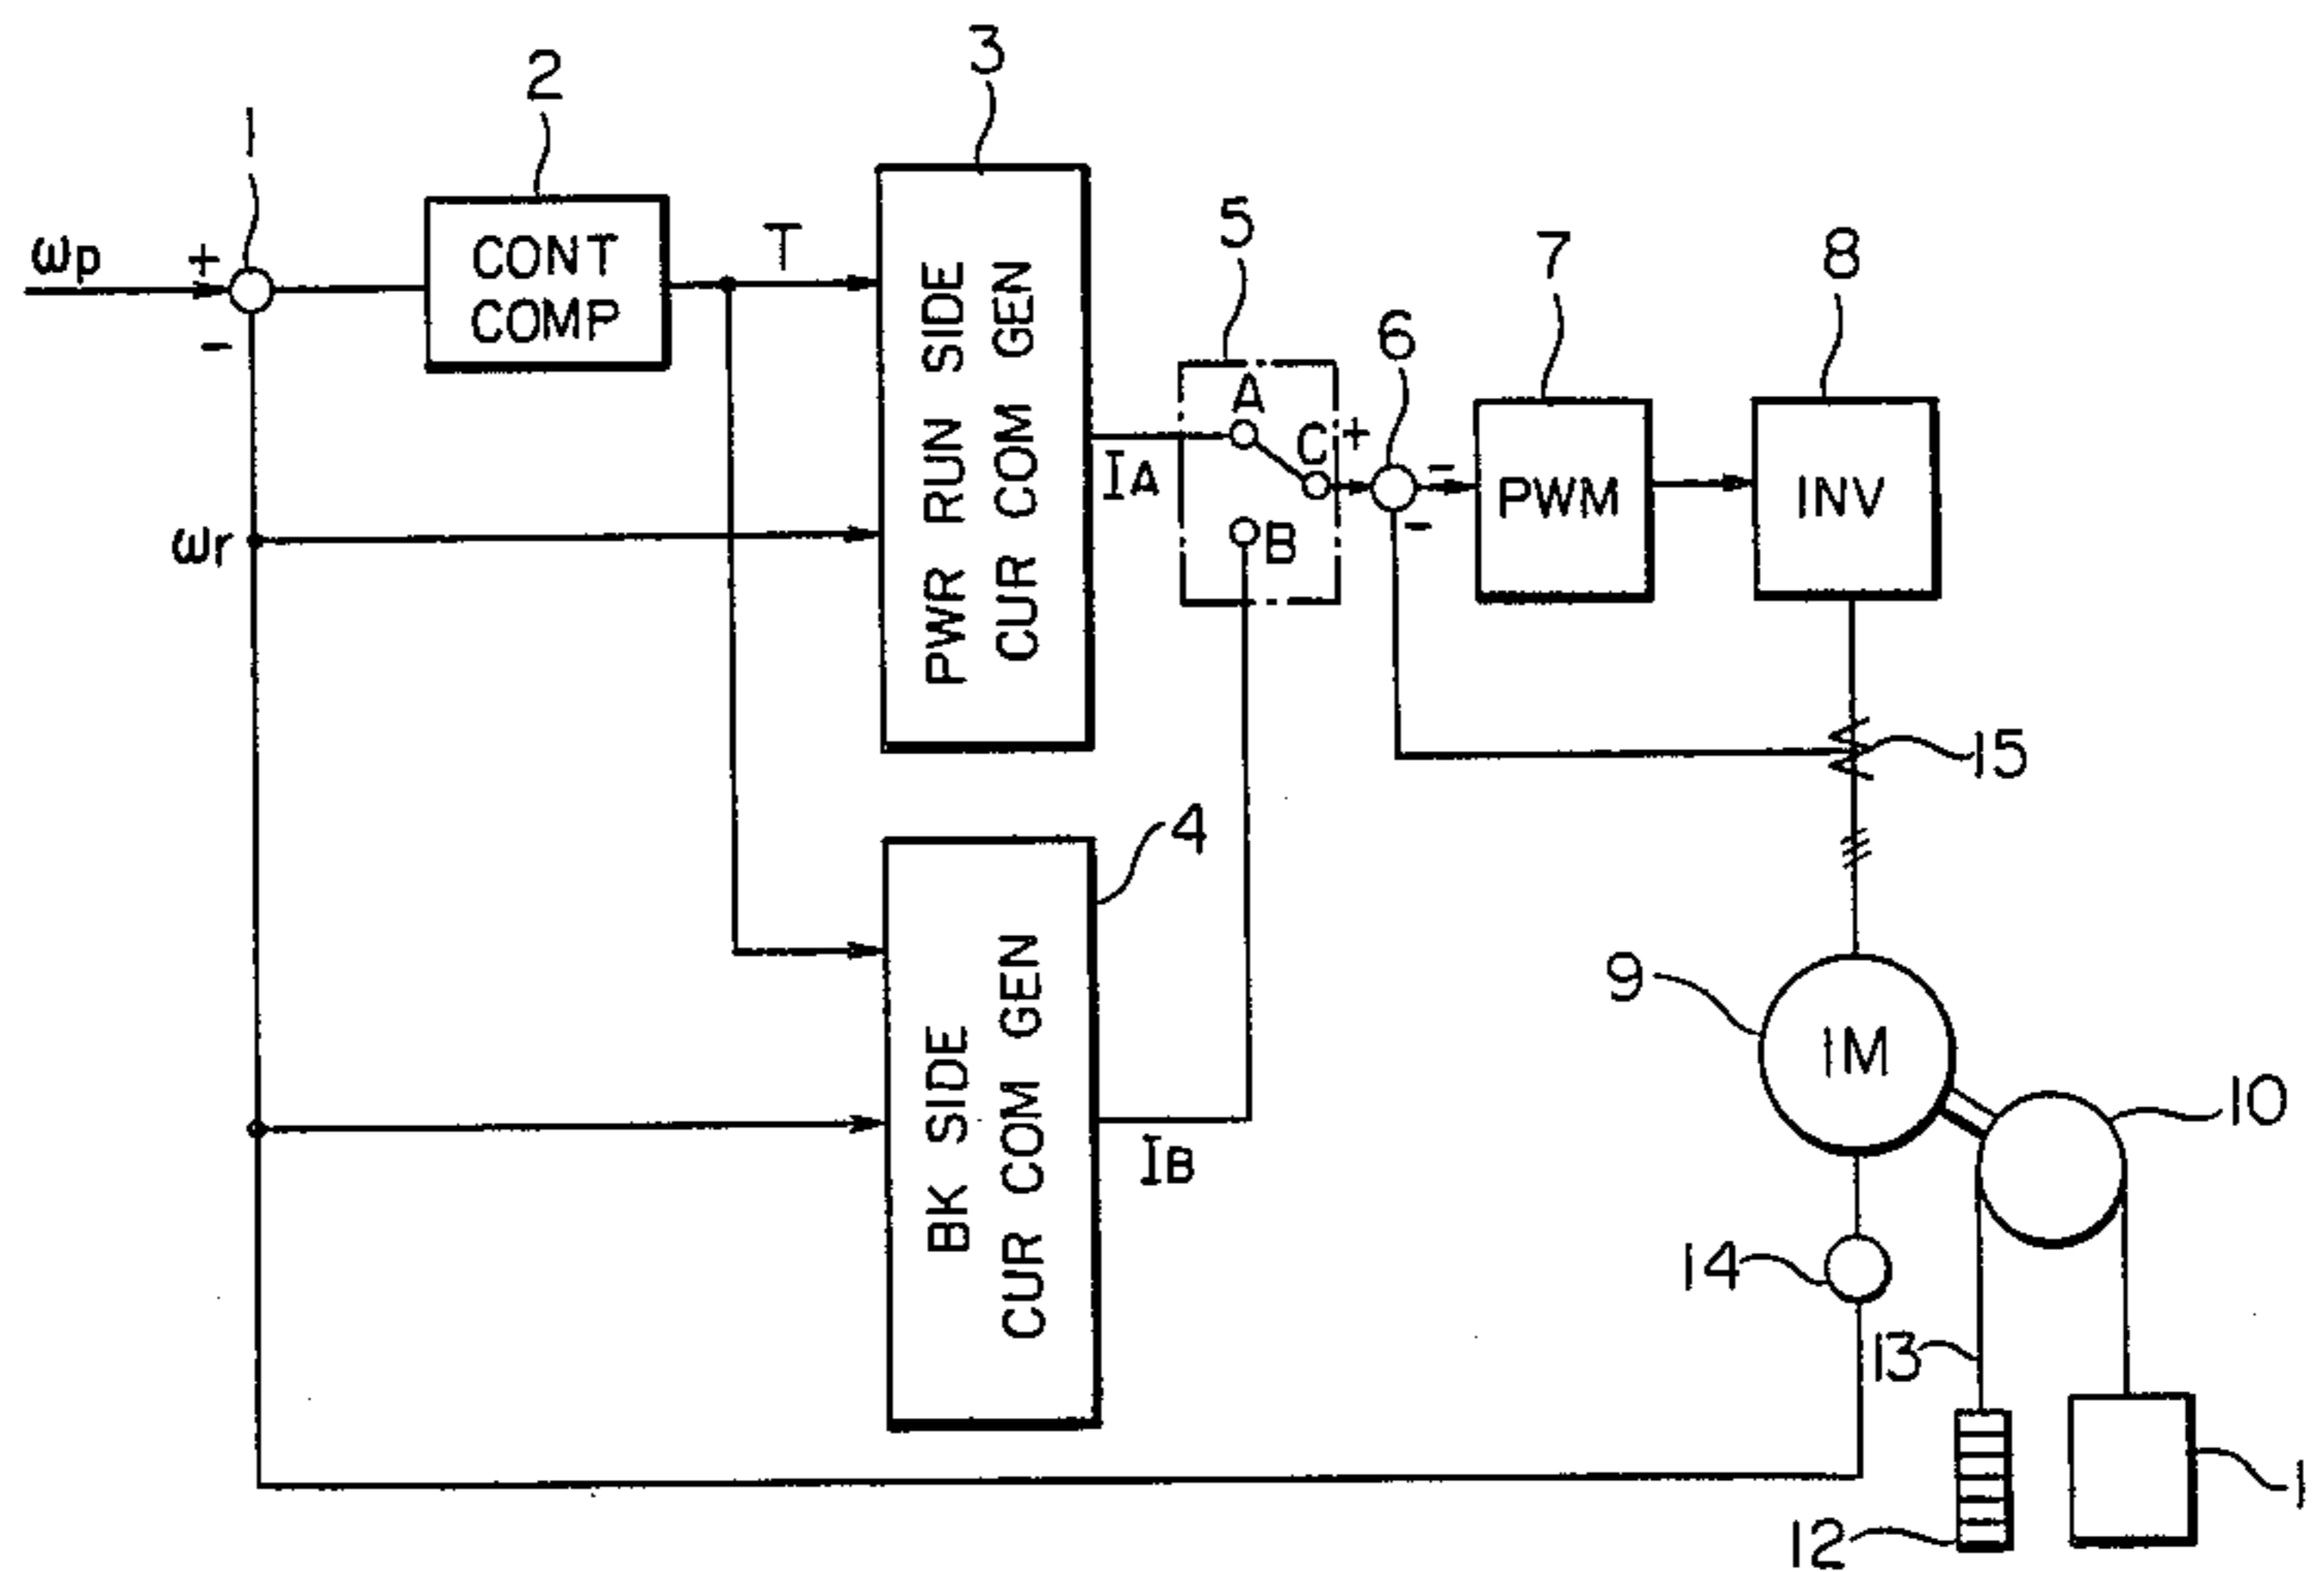 1
2
3
ωp
+
-
CONT
COMP
T
PWR RUN SIDE
CUR COM GEN
5
A
C
B
+
6
-
-
7
PWM
8
INV
IA
ωr
15
4
BK SIDE
CUR COM GEN
IB
9
IM
10
14
13
12
1